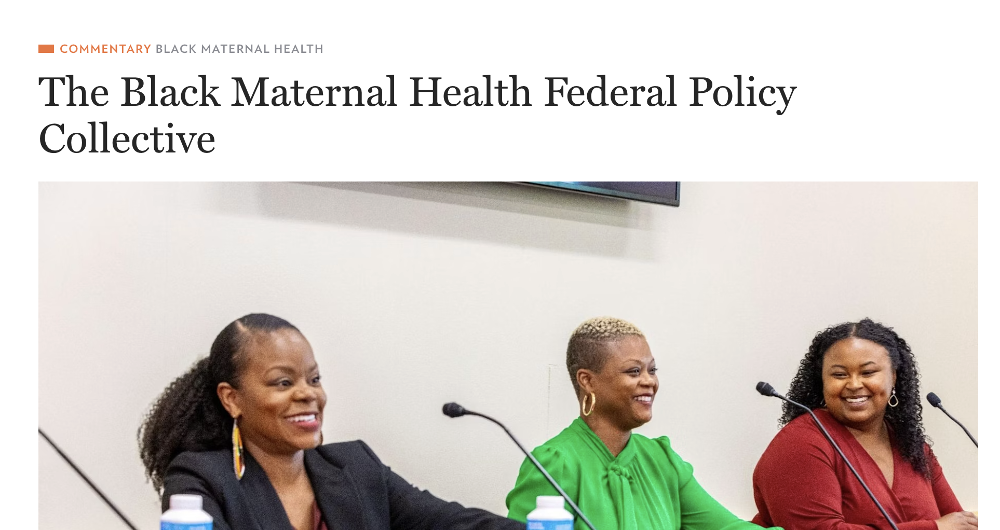 COMMENTARY BLACK MATERNAL HEALTH
The Black Maternal Health Federal Policy
Collective